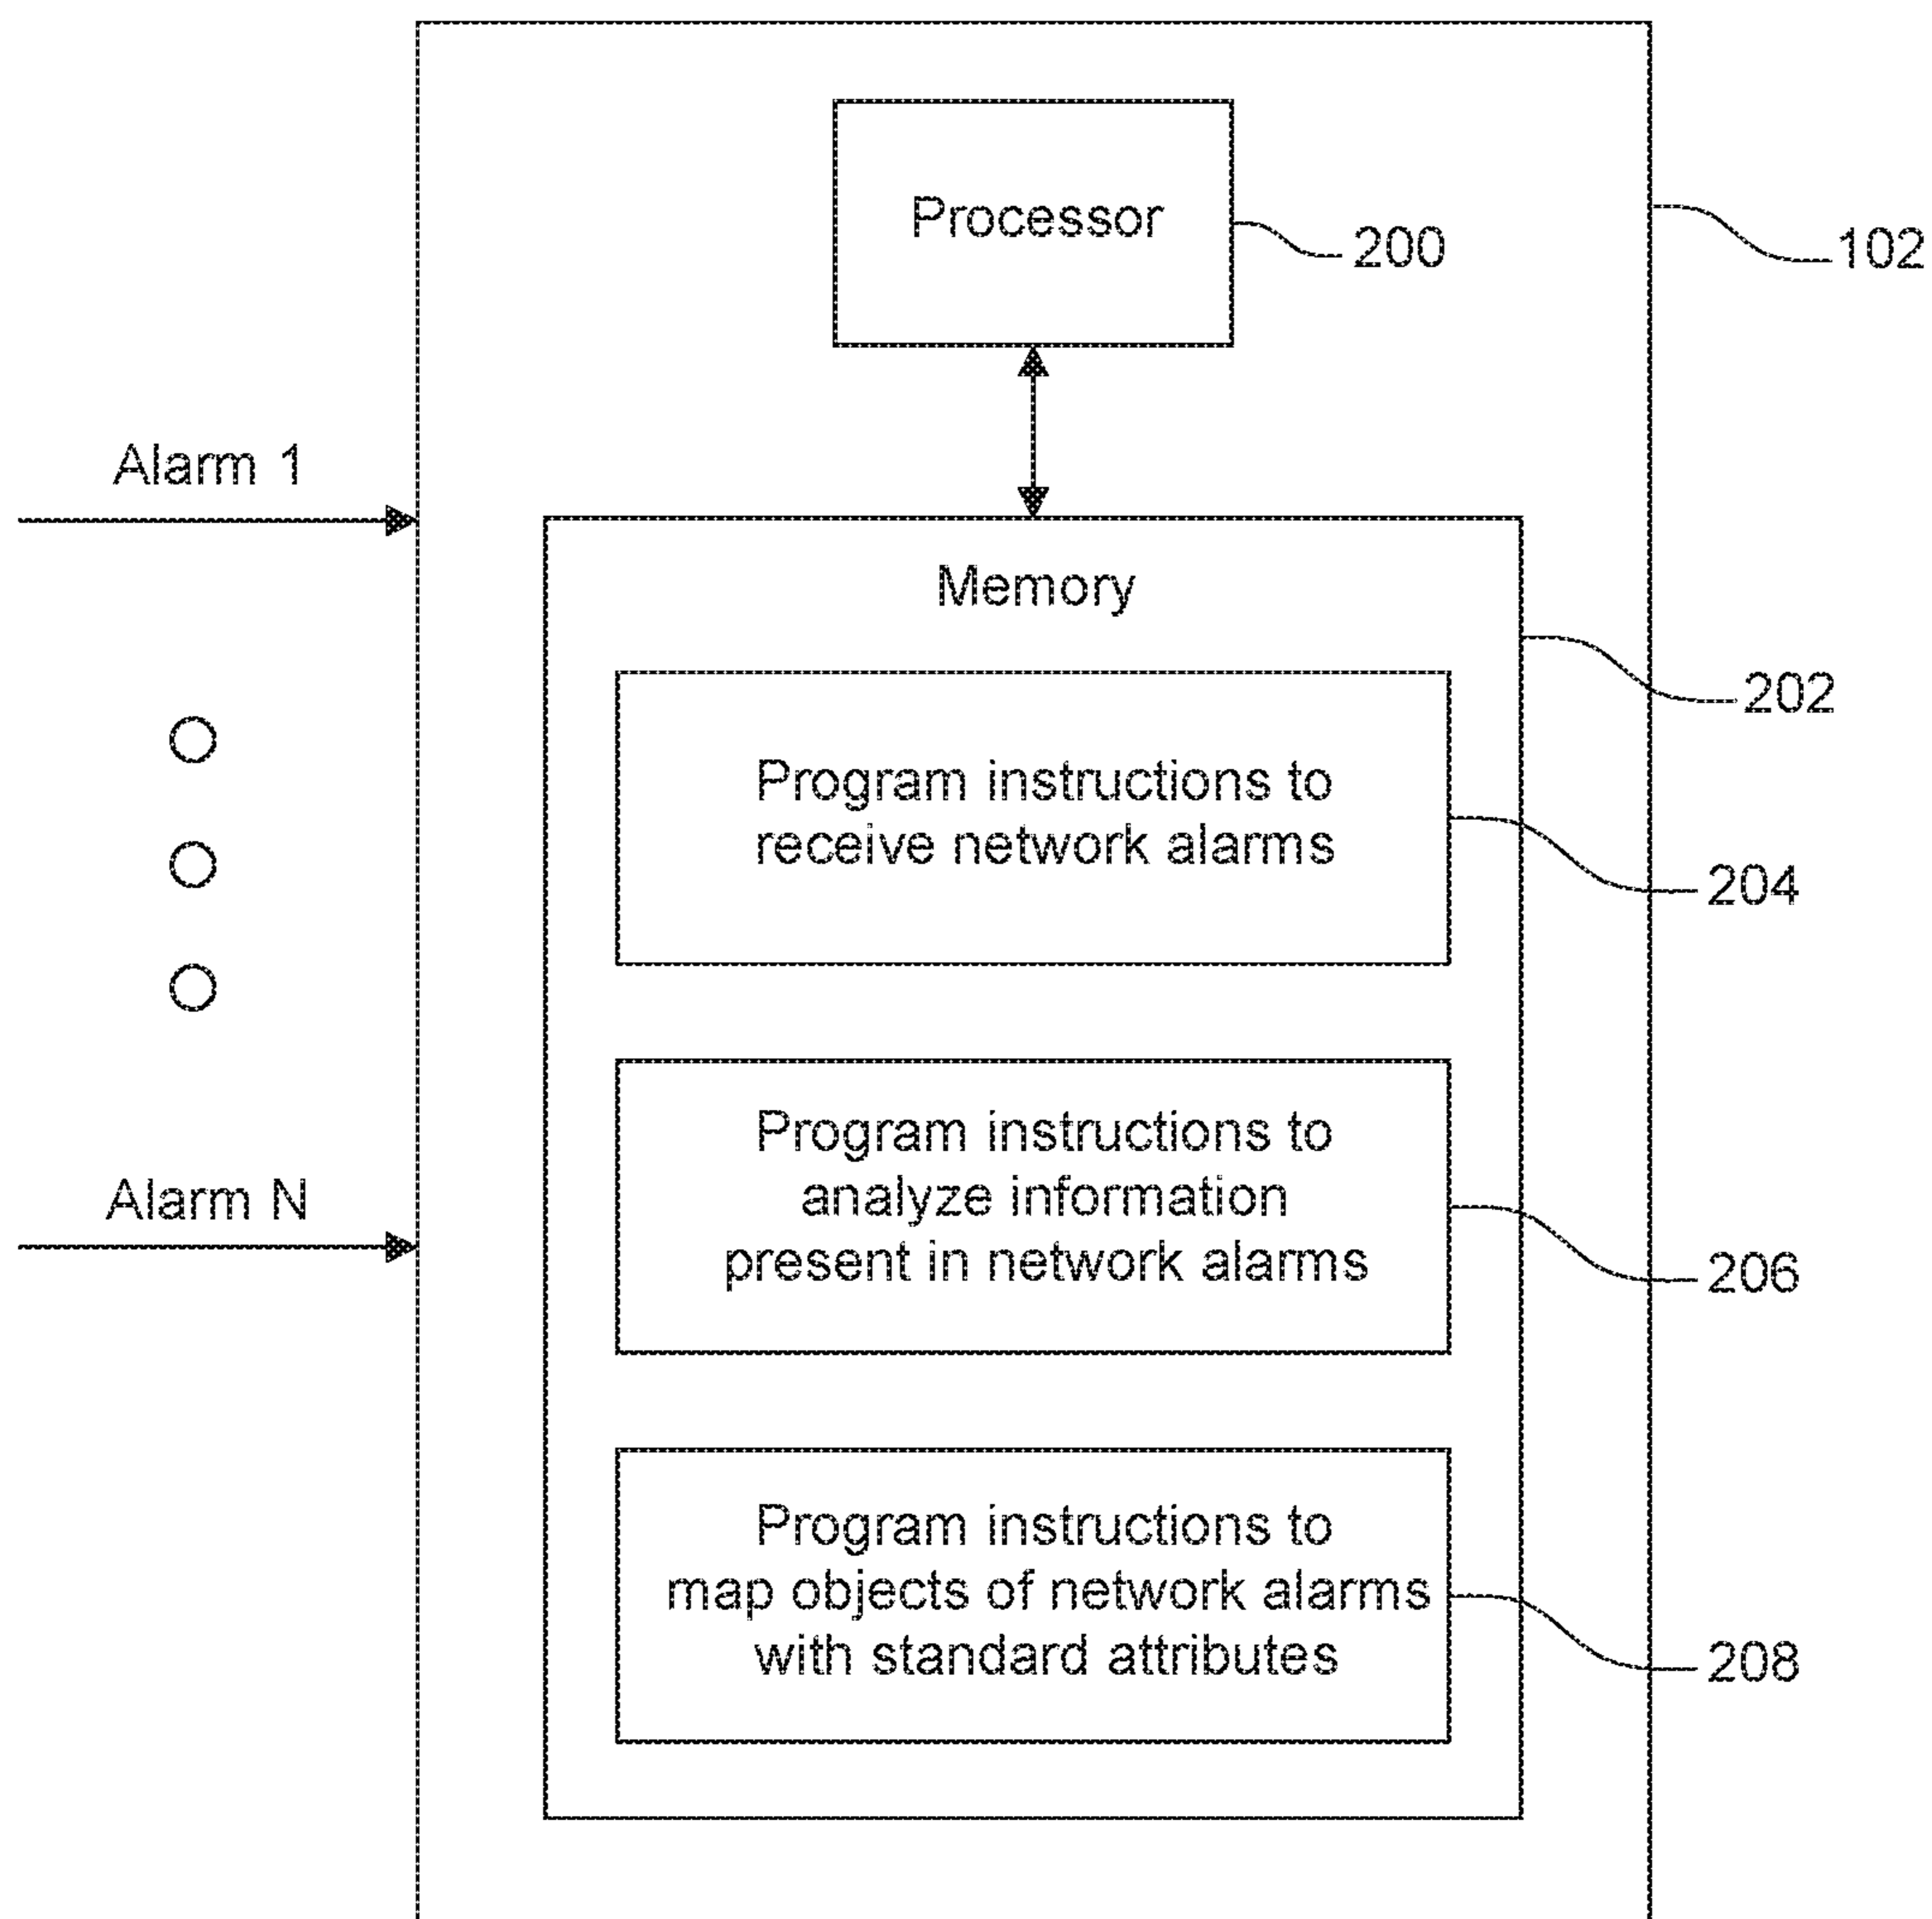 Processor
200
102
Alarm 1
Memory
202
Program instructions to
receive network alarms
204
Program instructions to
analyze information
present in network alarms
Alarm N
206
Program instructions to
map objects of network alarms
with standard attributes
208